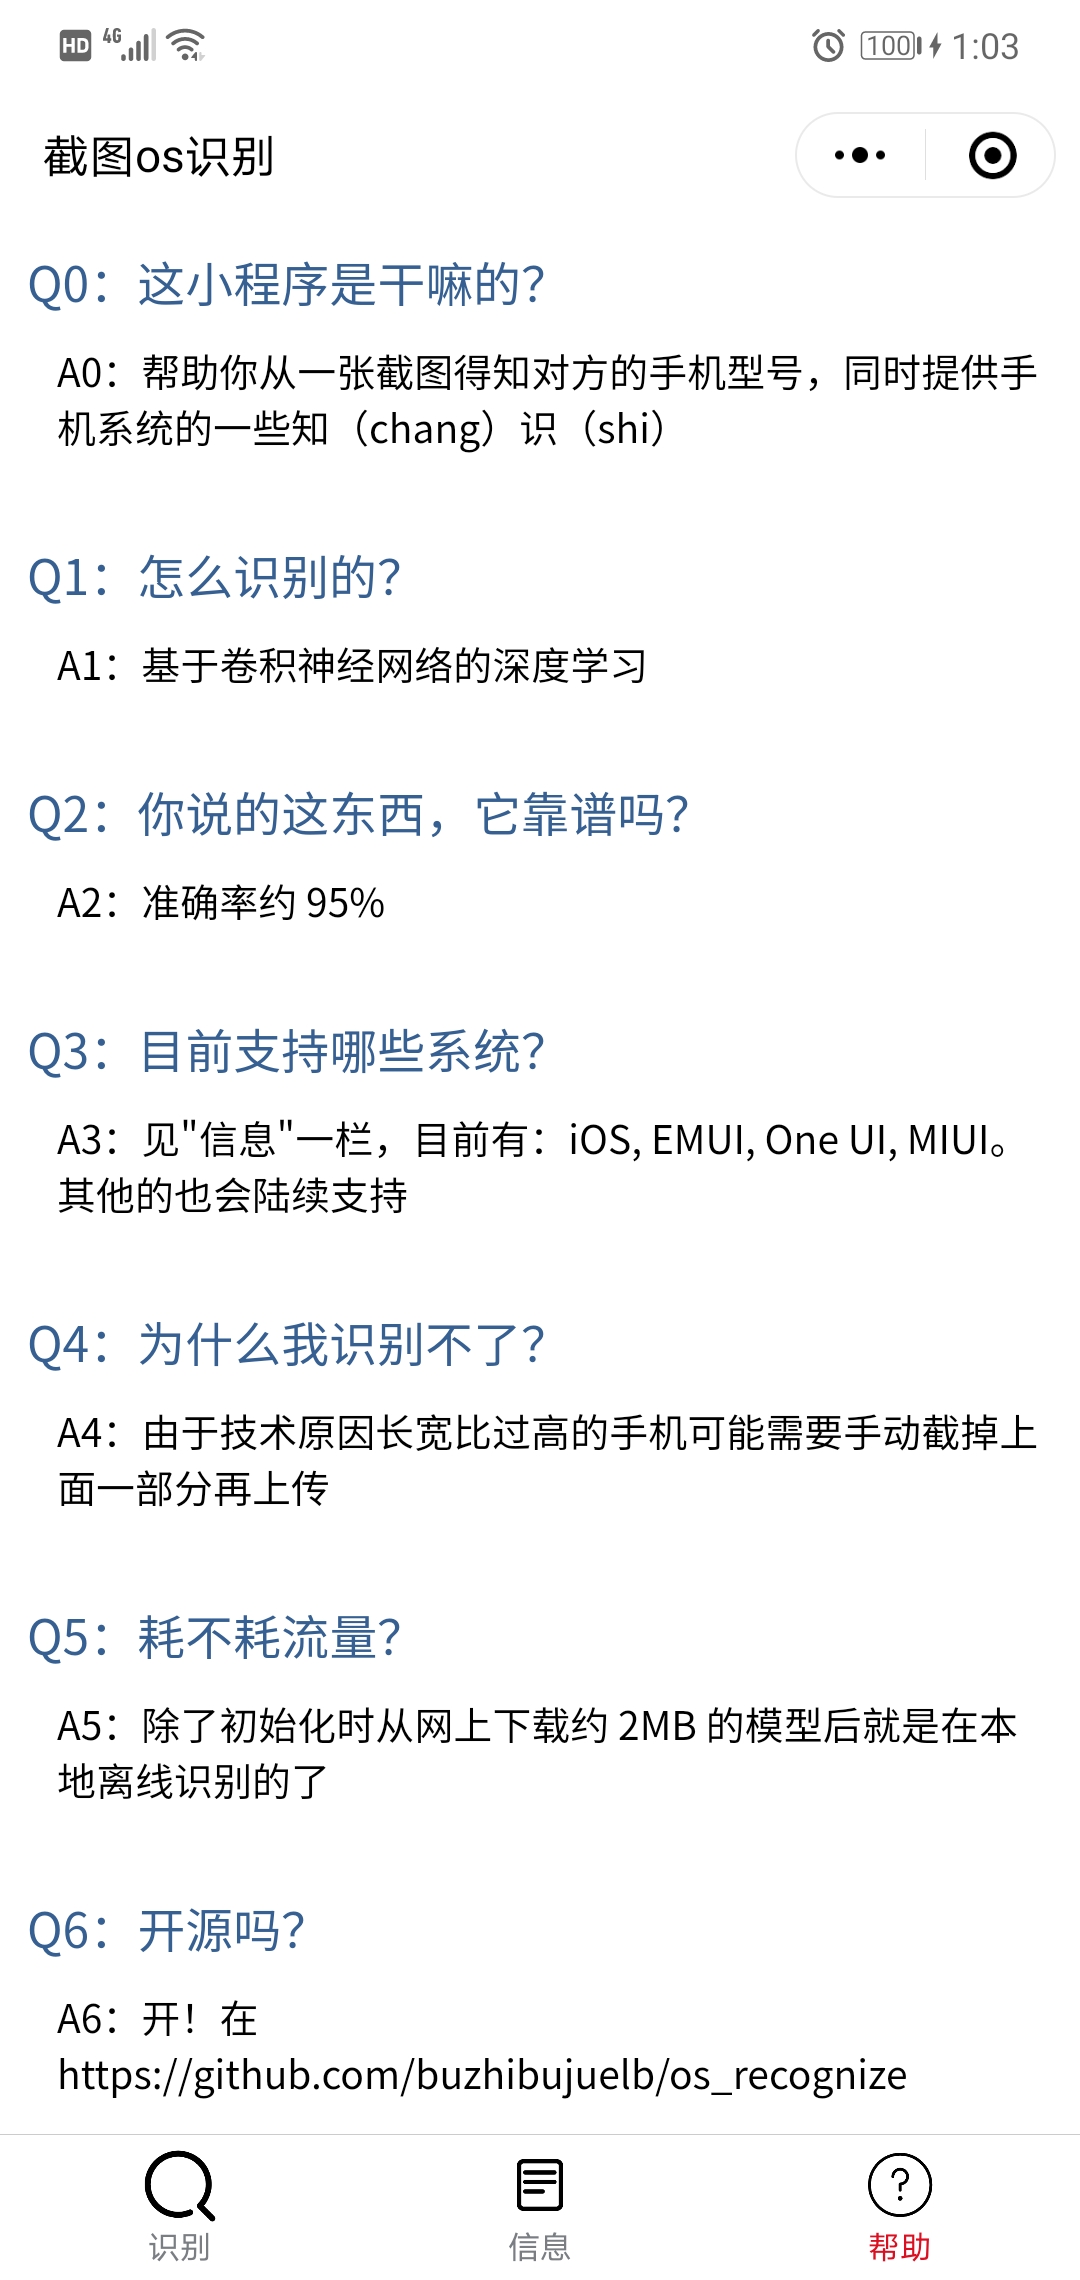 HD 4G 100 1:03
截图os识别
Q0：这小程序是干嘛的？
A0：帮助你从一张截图得知对方的手机型号，同时提供手
机系统的一些知（chang）识（shi）
Q1：怎么识别的？
A1：基于卷积神经网络的深度学习
Q2：你说的这东西，它靠谱吗？
A2：准确率约 95%
Q3：目前支持哪些系统？
A3：见"信息"一栏，目前有：iOS, EMUI, One UI, MIUI。
其他的也会陆续支持
Q4：为什么我识别不了？
A4：由于技术原因长宽比过高的手机可能需要手动截掉上
面一部分再上传
Q5：耗不耗流量？
A5：除了初始化时从网上下载约 2MB 的模型后就是在本
地离线识别的了
Q6：开源吗？
A6：开！在
https://github.com/buzhibujuelb/os_recognize
识别 信息 帮助